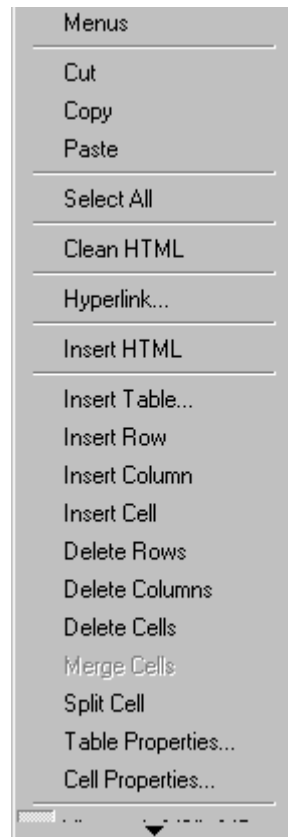 Menus
Cut
Copy
Paste
Select All
Clean HTML
Hyperlink...
Insert HTML
Insert Table...
Insert Row
Insert Column
Insert Cell
Delete Rows
Delete Columns
Delete Cells
Merge Cells
Split Cell
Table Properties...
Cell Properties...